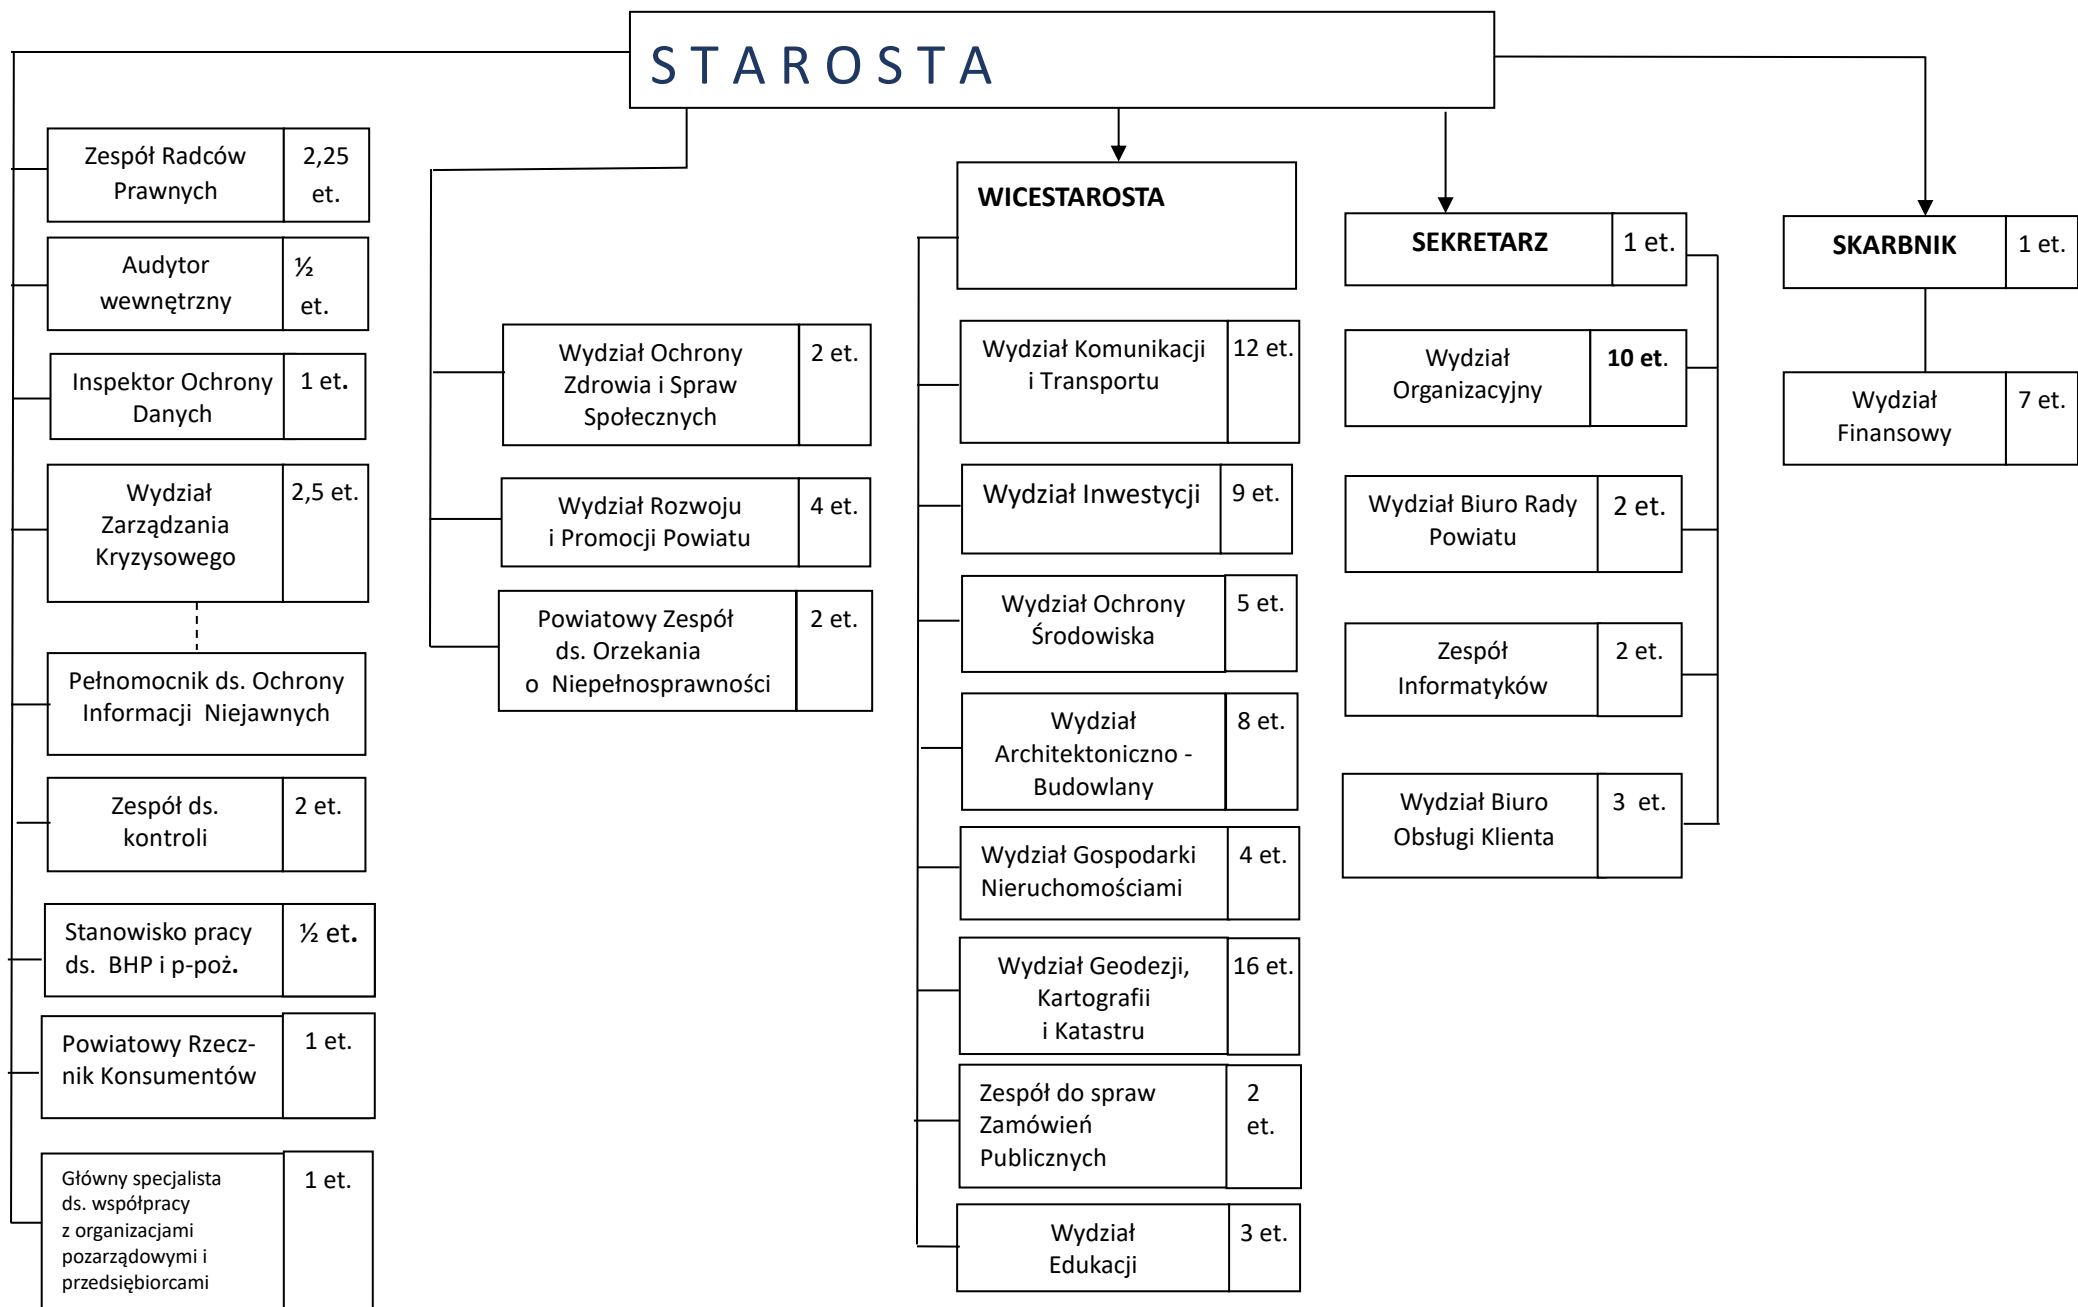 S T A R O S T A
Zespół Radców
Prawnych
2,25
et.
Audytor
wewnętrzny
½
et.
Inspektor Ochrony
Danych
1 et.
Wydział
Zarządzania
Kryzysowego
2,5 et.
Pełnomocnik ds. Ochrony
Informacji Niejawnych
Zespół ds.
kontroli
2 et.
Stanowisko pracy
ds. BHP i p-poż.
½ et.
Powiatowy Rzecz-
nik Konsumentów
1 et.
Główny specjalista
ds. współpracy
z organizacjami
pozarządowymi i
przedsiębiorcami
1 et.
Wydział Ochrony
Zdrowia i Spraw
Społecznych
2 et.
Wydział Rozwoju
i Promocji Powiatu
4 et.
Powiatowy Zespół
ds. Orzekania
o Niepełnosprawności
2 et.
WICESTAROSTA
Wydział Komunikacji
i Transportu
12 et.
Wydział Inwestycji
9 et.
Wydział Ochrony
Środowiska
5 et.
Wydział
Architektoniczno -
Budowlany
8 et.
Wydział Gospodarki
Nieruchomościami
4 et.
Wydział Geodezji,
Kartografii
i Katastru
16 et.
Zespół do spraw
Zamówień
Publicznych
2
et.
Wydział
Edukacji
3 et.
SEKRETARZ
1 et.
Wydział
Organizacyjny
10 et.
Wydział Biuro Rady
Powiatu
2 et.
Zespół
Informatyków
2 et.
Wydział Biuro
Obsługi Klienta
3 et.
SKARBNIK
1 et.
Wydział
Finansowy
7 et.